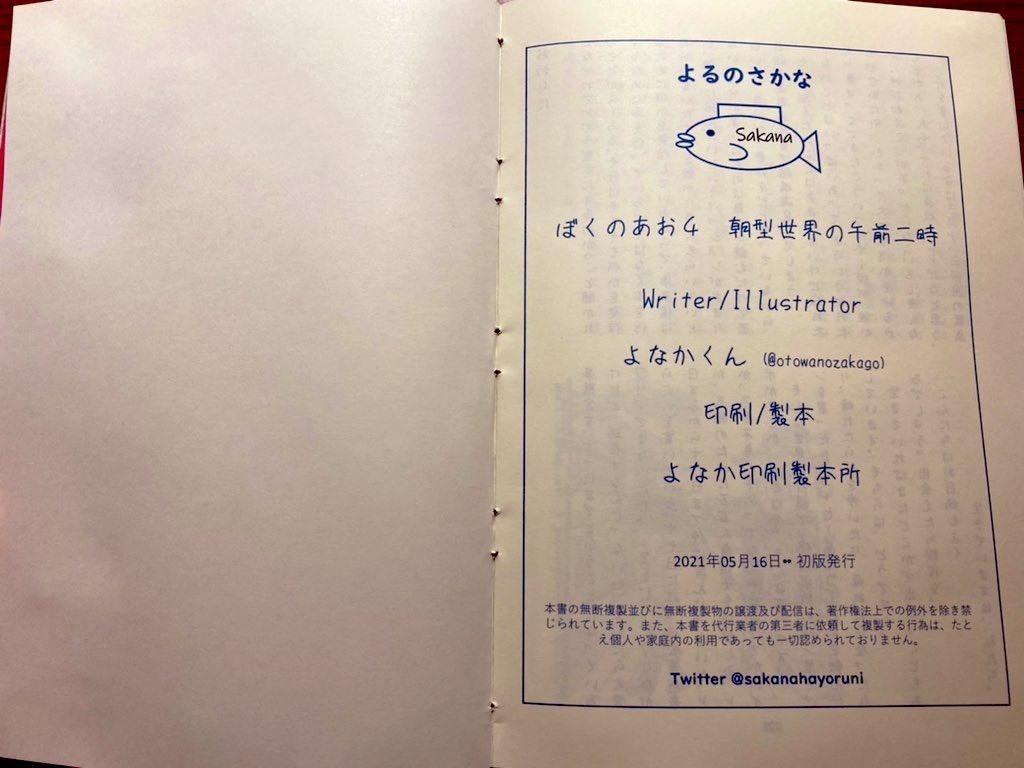 よるのさかな
Sakana
ぼくのあお4　朝型世界の午前二時
Writer/Illustrator
よなかくん (@otowanozakago)
印刷/製本
よなか印刷製本所
2021年05月16日•• 初版発行
本書の無断複製並びに無断複製物の譲渡及び配信は、著作権法上での例外を除き禁
じられています。また、本書を代行業者の第三者に依頼して複製する行為は、たと
え個人や家庭内の利用であっても一切認められておりません。
Twitter @sakanahayoruni